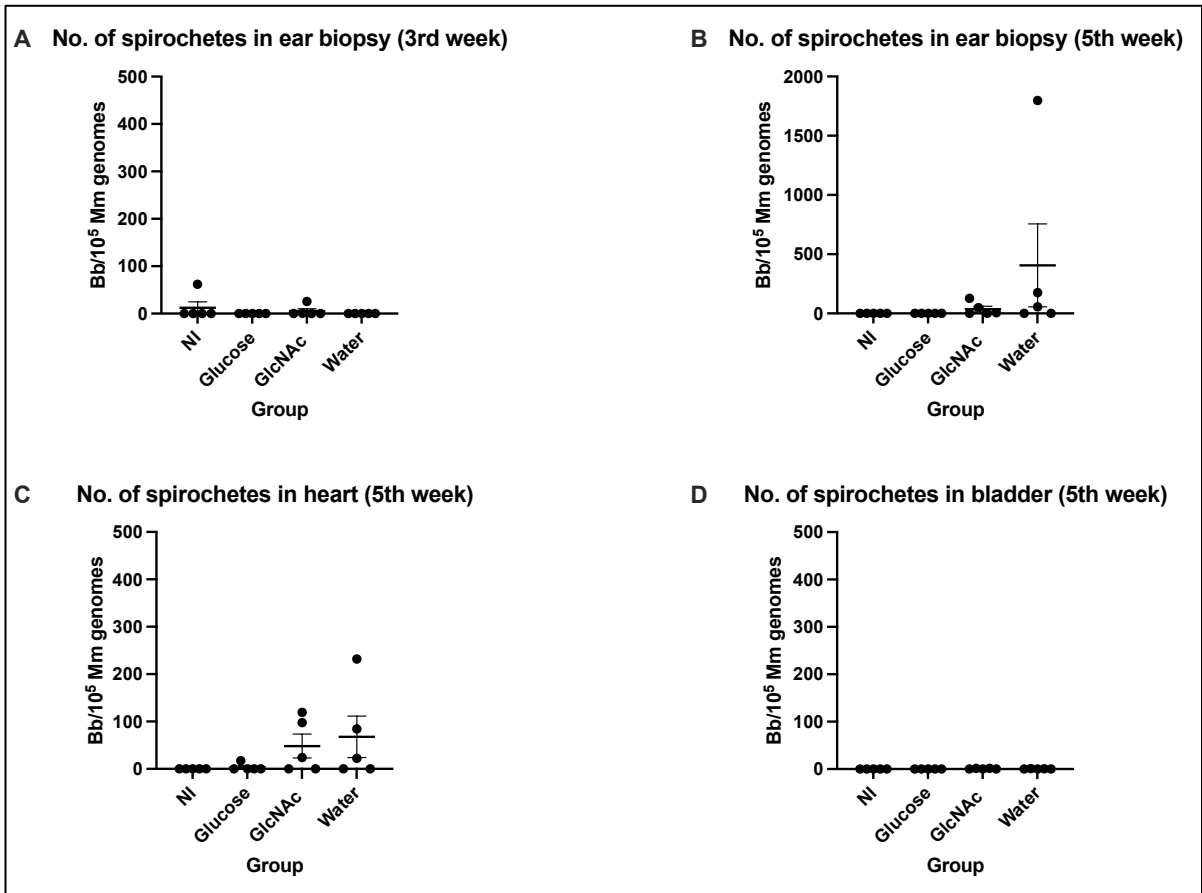 A No. of spirochetes in ear biopsy (3rd week)
500
400
300
200
100
0
Bb/10⁵ Mm genomes
NI
Glucose
GlcNAc
Water
Group
B No. of spirochetes in ear biopsy (5th week)
2000
1500
1000
500
0
Bb/10⁵ Mm genomes
NI
Glucose
GlcNAc
Water
Group
C No. of spirochetes in heart (5th week)
500
400
300
200
100
0
Bb/10⁵ Mm genomes
NI
Glucose
GlcNAc
Water
Group
D No. of spirochetes in bladder (5th week)
500
400
300
200
100
0
Bb/10⁵ Mm genomes
NI
Glucose
GlcNAc
Water
Group